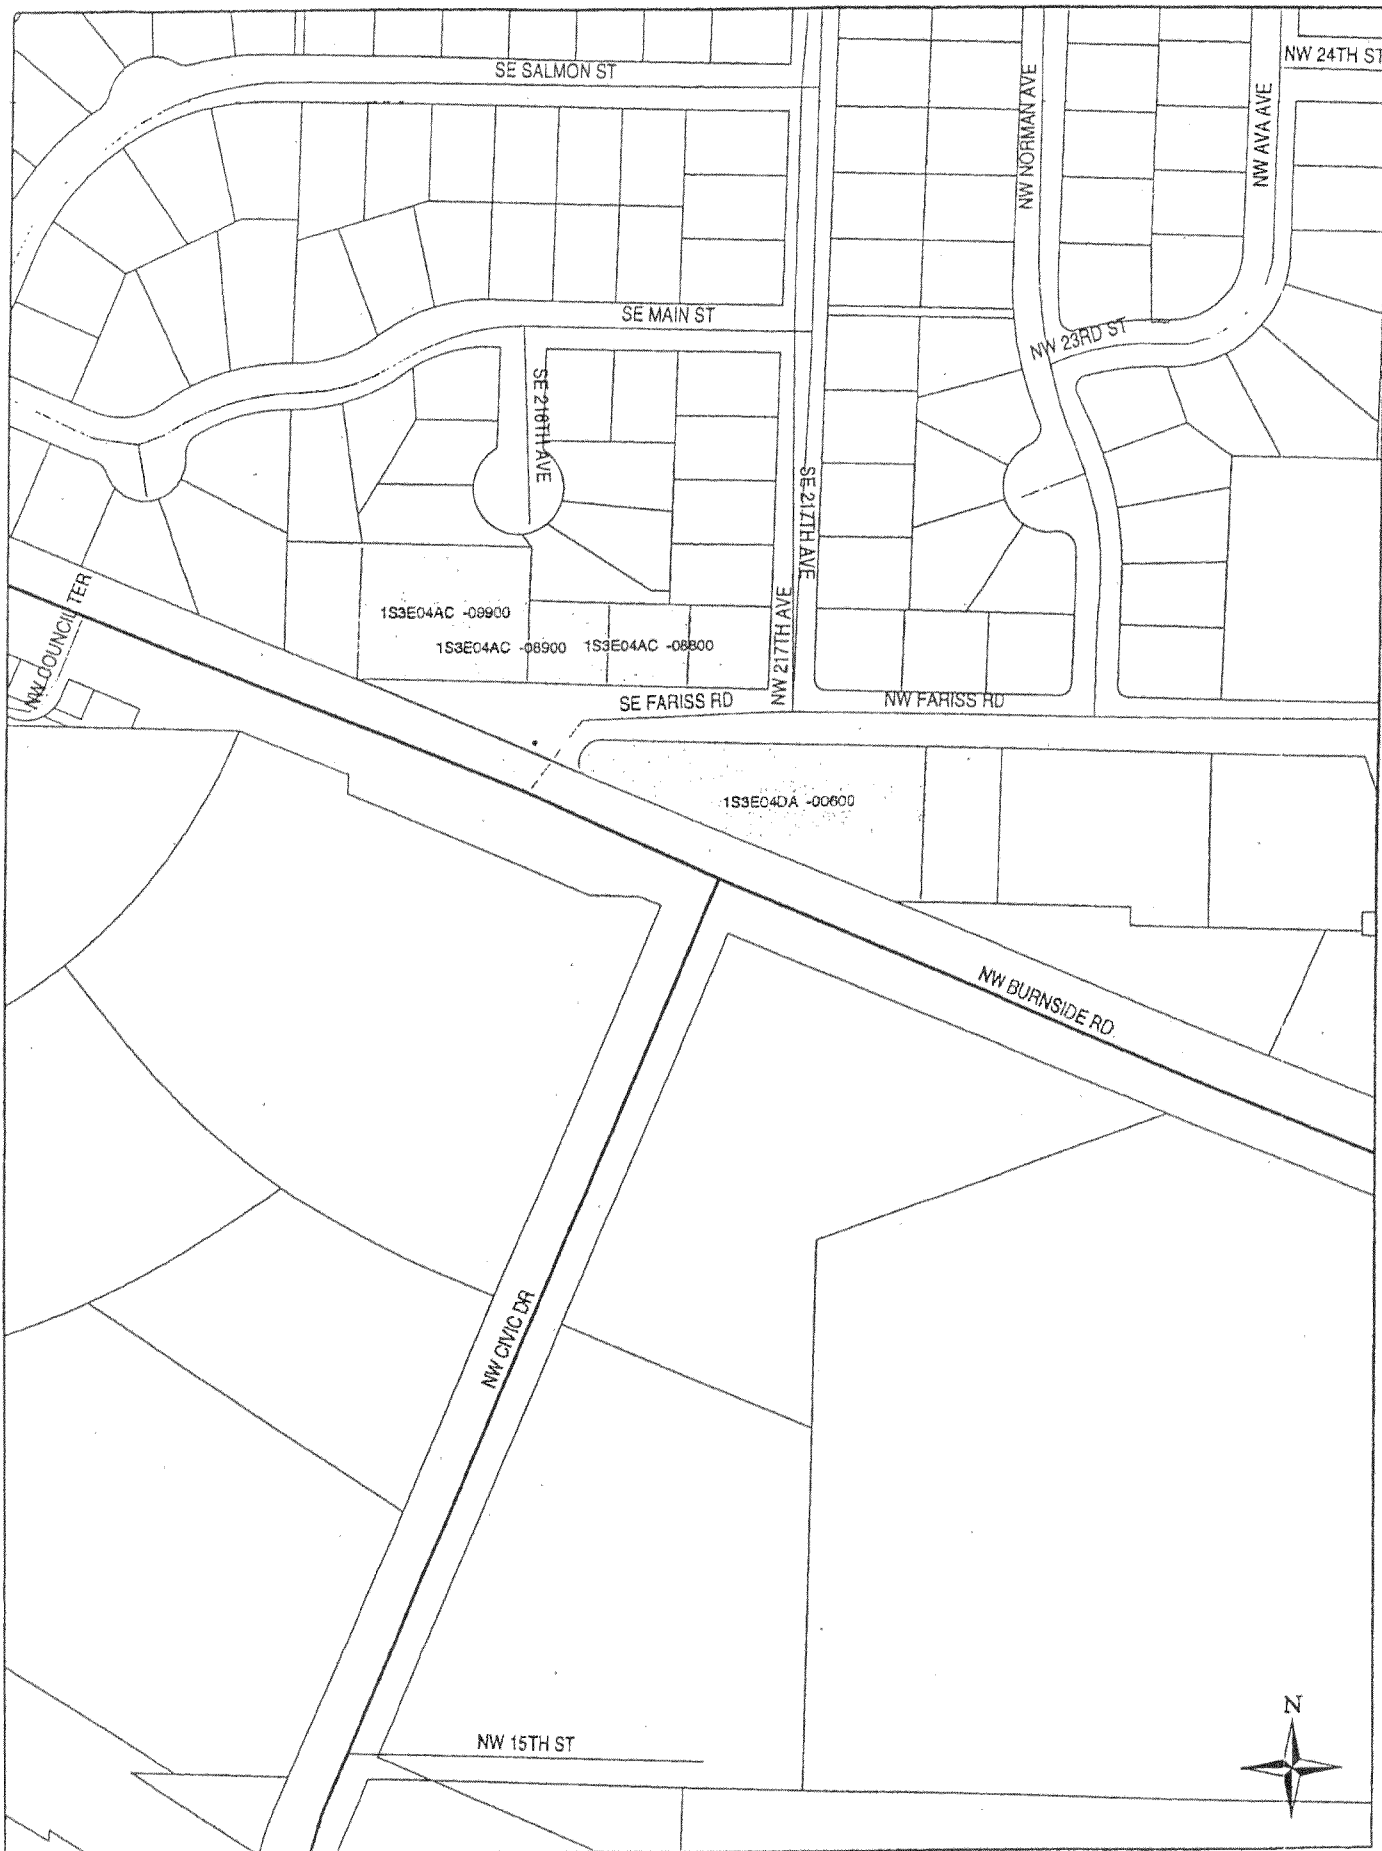 NW 24TH ST
SE SALMON ST
NW NORMAN AVE
NW AVA AVE
SE MAIN ST
NW 23RD ST
SE 216TH AVE
SE 217TH AVE
NW COUNCIL TER
1S3E04AC -09900
NW 217TH AVE
1S3E04AC -08900
1S3E04AC -08800
SE FARISS RD
NW FARISS RD
1S3E04DA -00600
NW BURNSIDE RD
NW CIVIC DR
N
NW 15TH ST